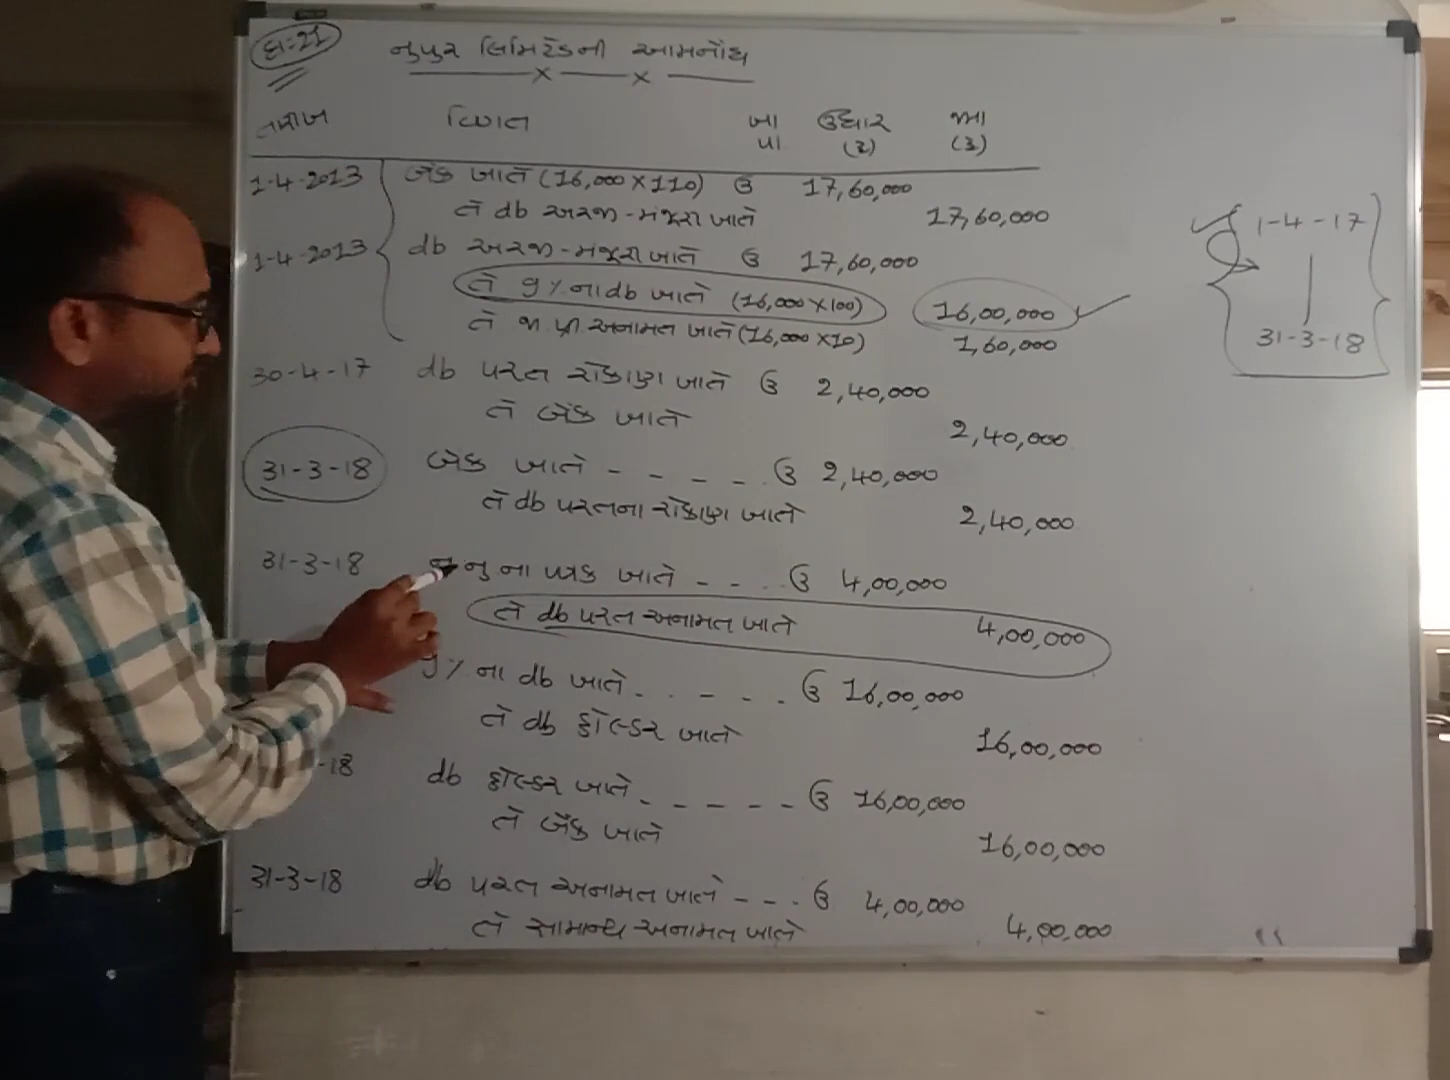 દા:21
નુપુર લિમિટેડની આમનોંધ
તારીખ વિગત ખા પા ઉધાર (રૂ) જમા (રૂ)
1-4-2013 બેંક ખાતે (16,000 X 110) ઉ 17,60,000
તે db અરજી-મંજૂરી ખાતે 17,60,000
1-4-2013 db અરજી-મંજૂરી ખાતે ઉ 17,60,000
તે 9% ના db ખાતે (16,000 X 100) 16,00,000
તે જા.પ્રી અનામત ખાતે (16,000 X 10) 1,60,000
30-4-17 db પરત રોકાણ ખાતે ઉ 2,40,000
તે બેંક ખાતે 2,40,000
31-3-18 બેંક ખાતે - - - - ઉ 2,40,000
તે db પરતના રોકાણ ખાતે 2,40,000
31-3-18 નુ ના પત્રક ખાતે - - - ઉ 4,00,000
તે db પરત અનામત ખાતે 4,00,000
9% ના db ખાતે - - - - ઉ 16,00,000
તે db હોલ્ડર ખાતે 16,00,000
-18 db હોલ્ડર ખાતે - - - - - ઉ 16,00,000
તે બેંક ખાતે 16,00,000
31-3-18 db પરત અનામત ખાતે - - - ઉ 4,00,000
તે સામાન્ય અનામત ખાતે 4,00,000
1-4-17
31-3-18